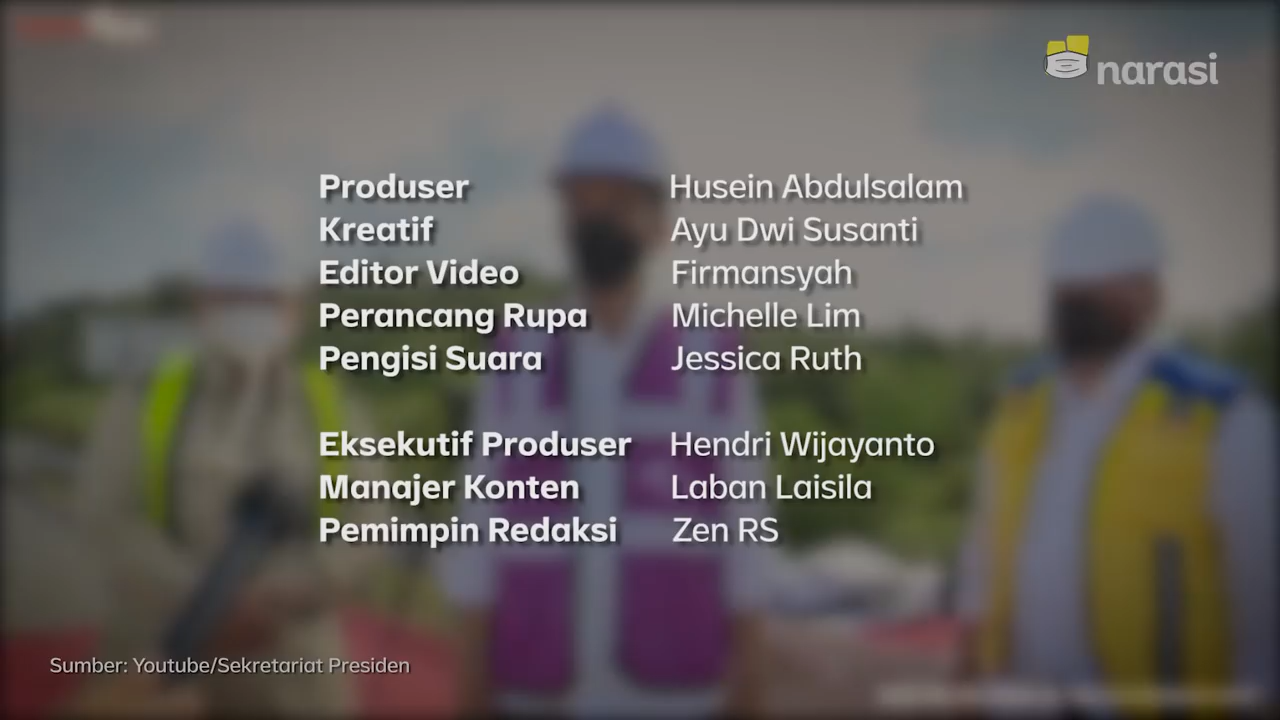 narasi
Produser Husein Abdulsalam
Kreatif Ayu Dwi Susanti
Editor Video Firmansyah
Perancang Rupa Michelle Lim
Pengisi Suara Jessica Ruth
Eksekutif Produser Hendri Wijayanto
Manajer Konten Laban Laisila
Pemimpin Redaksi Zen RS
Sumber: Youtube/Sekretariat Presiden